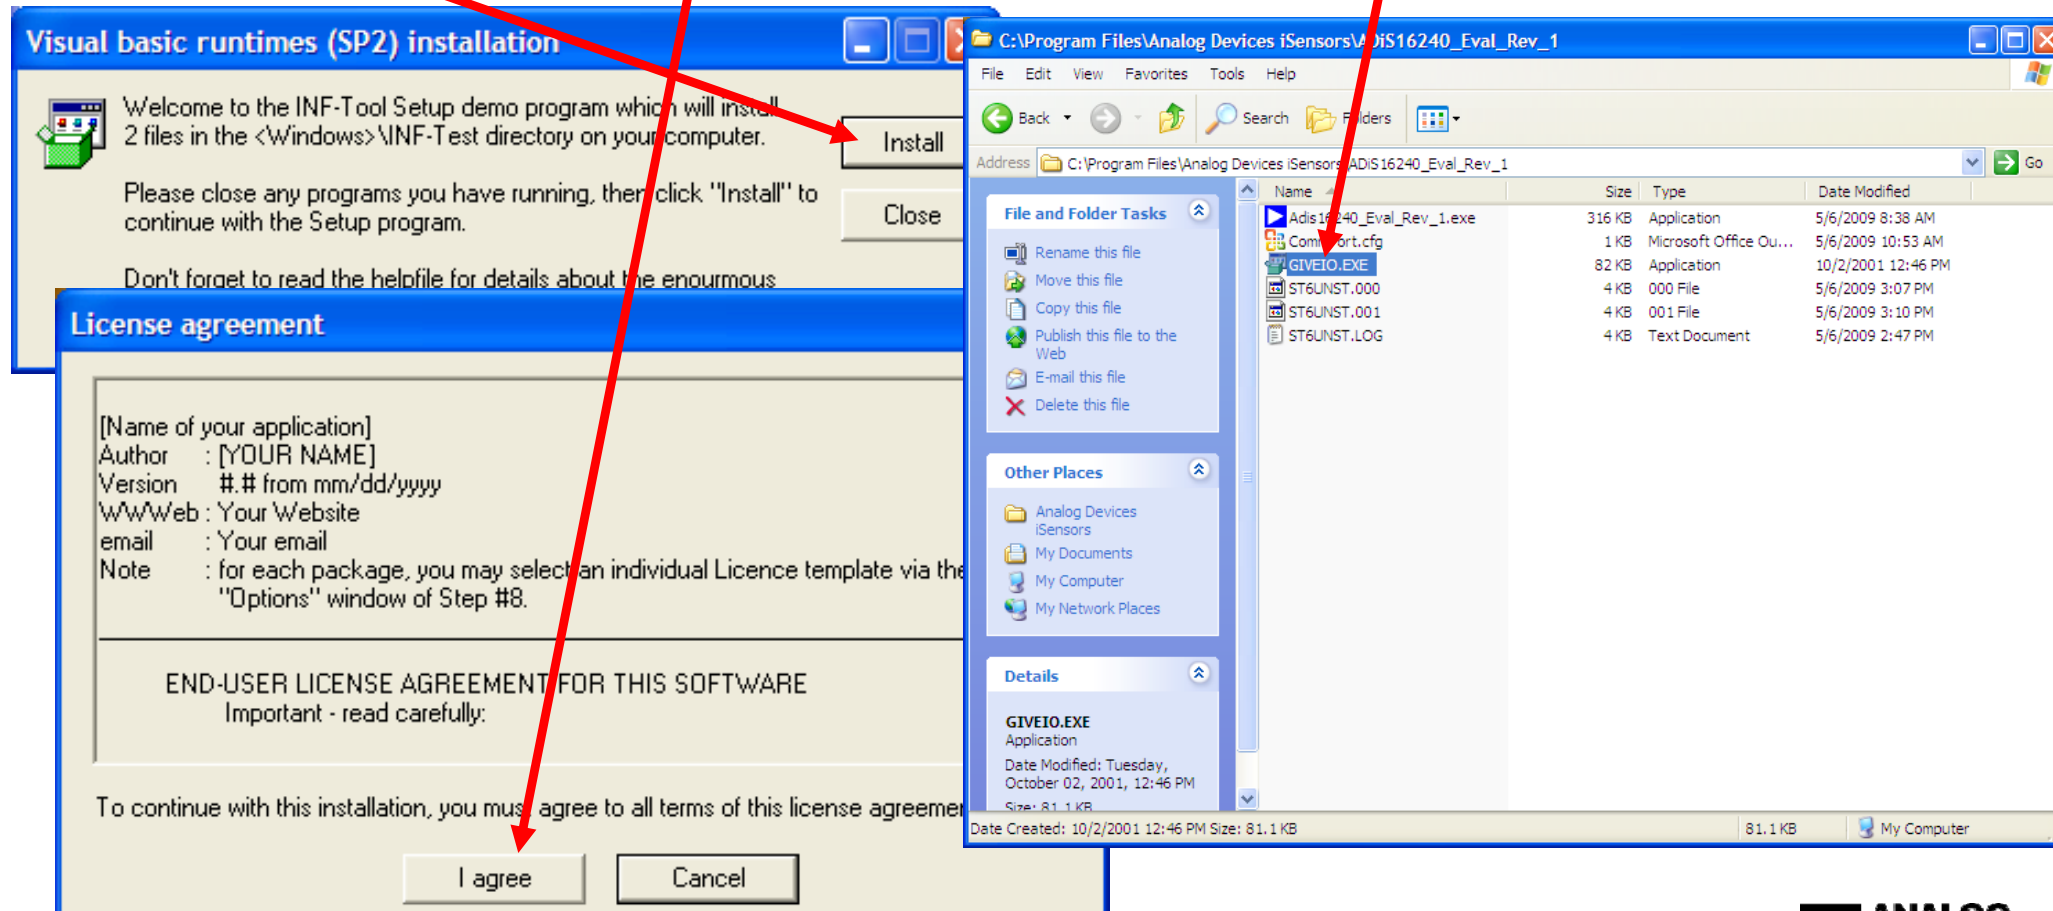 Visual basic runtimes (SP2) installation
Welcome to the INF-Tool Setup demo program which will install
2 files in the <Windows>\INF-Test directory on your computer.
Please close any programs you have running, then click "Install" to
continue with the Setup program.
Don't forget to read the helpfile for details about the enourmous
Install
Close
License agreement
[Name of your application]
Author : [YOUR NAME]
Version #.# from mm/dd/yyyy
WWWeb : Your Website
email : Your email
Note : for each package, you may select an individual Licence template via the
"Options" window of Step #8.
END-USER LICENSE AGREEMENT FOR THIS SOFTWARE
Important - read carefully:
To continue with this installation, you must agree to all terms of this license
I agree
Cancel
C:\Program Files\Analog Devices iSensors\ADiS16240_Eval_Rev_1
File Edit View Favorites Tools Help
Back Search Folders
Address C:\Program Files\Analog Devices iSensors\ADiS16240_Eval_Rev_1 Go
File and Folder Tasks
Rename this file
Move this file
Copy this file
Publish this file to the
Web
E-mail this file
Delete this file
Other Places
Analog Devices
iSensors
My Documents
My Computer
My Network Places
Details
GIVEIO.EXE
Application
Date Modified: Tuesday,
October 02, 2001, 12:46 PM
Size: 81.1 KB
Name Size Type Date Modified
Adis16240_Eval_Rev_1.exe 316 KB Application 5/6/2009 8:38 AM
CommPort.cfg 1 KB Microsoft Office Ou... 5/6/2009 10:53 AM
GIVEIO.EXE 82 KB Application 10/2/2001 12:46 PM
ST6UNST.000 4 KB 000 File 5/6/2009 3:07 PM
ST6UNST.001 4 KB 001 File 5/6/2009 3:10 PM
ST6UNST.LOG 4 KB Text Document 5/6/2009 2:47 PM
Date Created: 10/2/2001 12:46 PM Size: 81.1 KB 81.1 KB My Computer
ANALOG